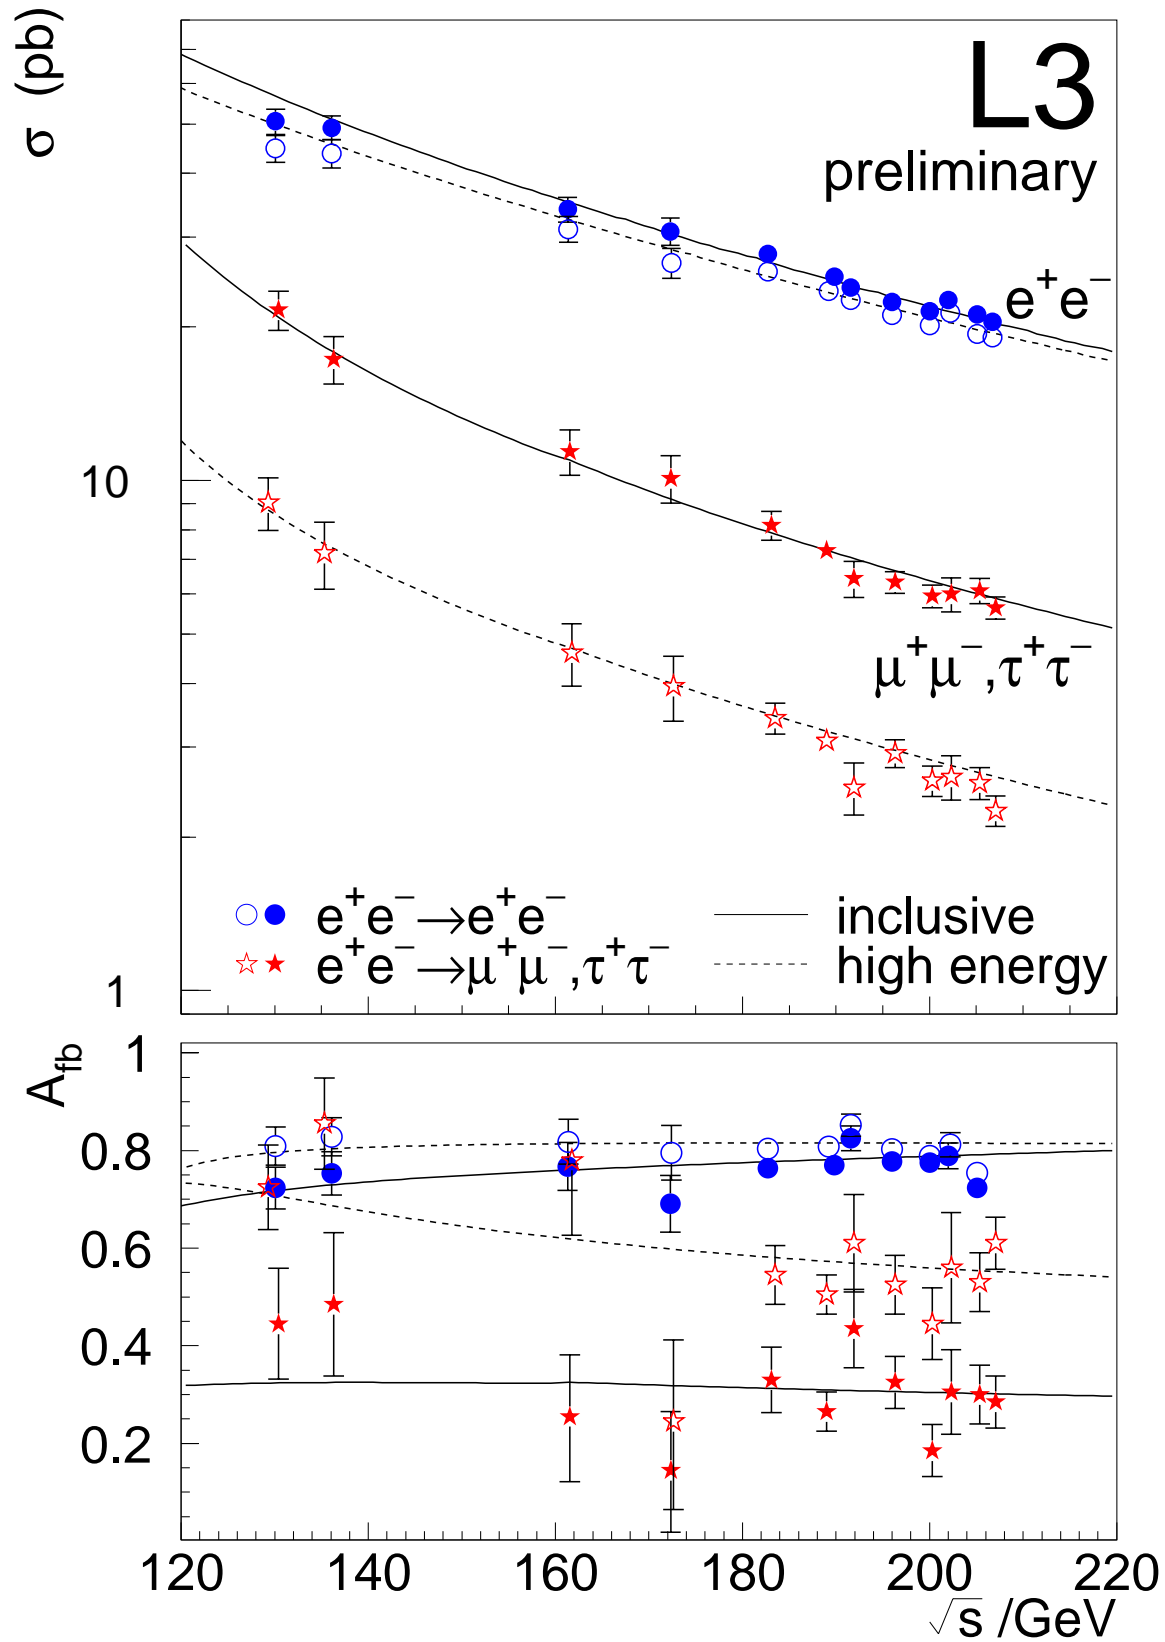 σ (pb)
L3
preliminary
e⁺e⁻
10
μ⁺μ⁻,τ⁺τ⁻
e⁺e⁻→e⁺e⁻
inclusive
e⁺e⁻→μ⁺μ⁻,τ⁺τ⁻
high energy
1
A_fb
1
0.8
0.6
0.4
0.2
120 140 160 180 200 220
√s /GeV